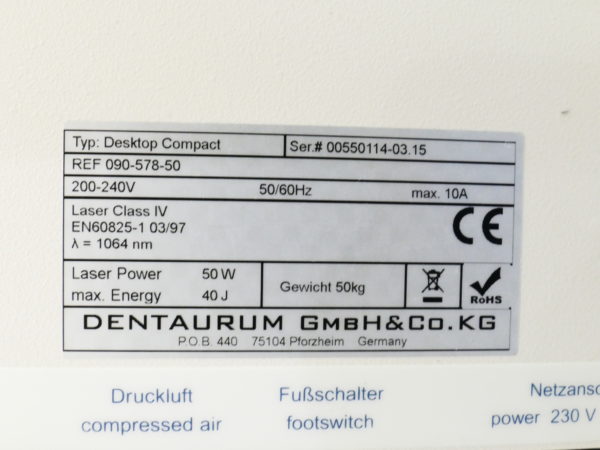 Typ: Desktop Compact Ser.# 00550114-03.15
REF 090-578-50
200-240V 50/60Hz max. 10A
Laser Class IV
EN60825-1 03/97
λ = 1064 nm
CE
Laser Power 50 W
max. Energy 40 J
Gewicht 50kg
RoHS
DENTAURUM GmbH&Co.KG
P.O.B. 440 75104 Pforzheim Germany
Druckluft Fußschalter Netzansc
compressed air footswitch power 230 V